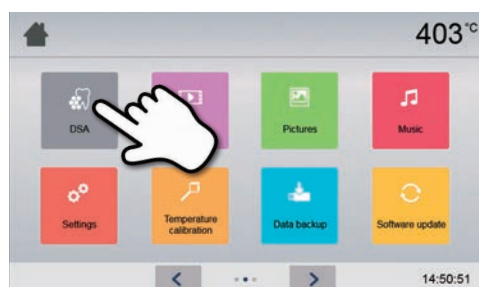 403°C
DSA
Pictures
Music
Settings
Temperature
calibration
Data backup
Software update
14:50:51